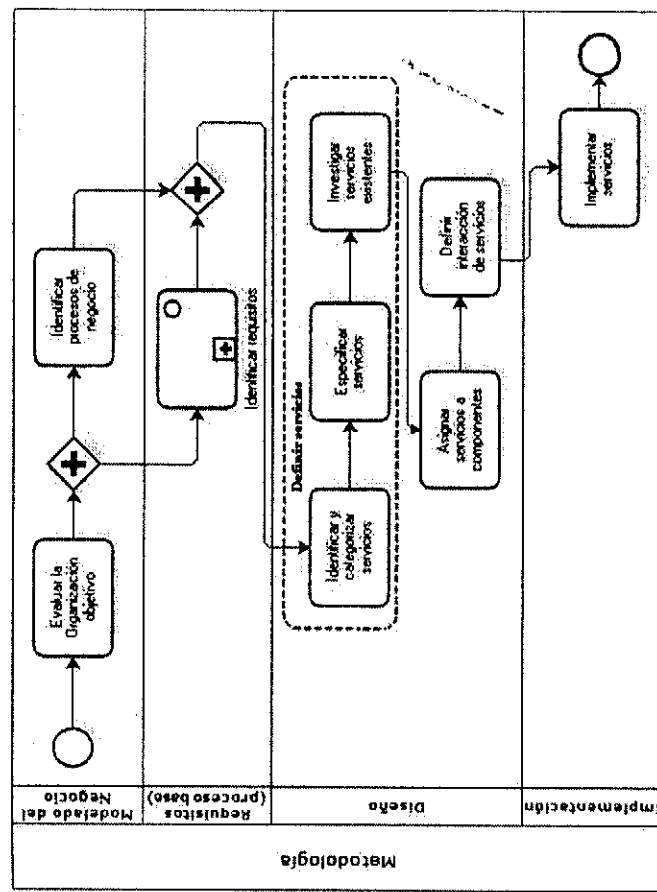 Metodología
Modelado del
Negocio
Evaluar la
Organización
objetivo
Identificar
procesos de
negocio
Requisitos
(proceso base)
Identificar requisitos
Diseño
Definir servicios
Identificar y
categorizar
servicios
Especificar
servicios
Investigar
servicios
existentes
Asignar
servicios a
componentes
Definir
interacción
de servicios
Implementación
Implementar
servicios